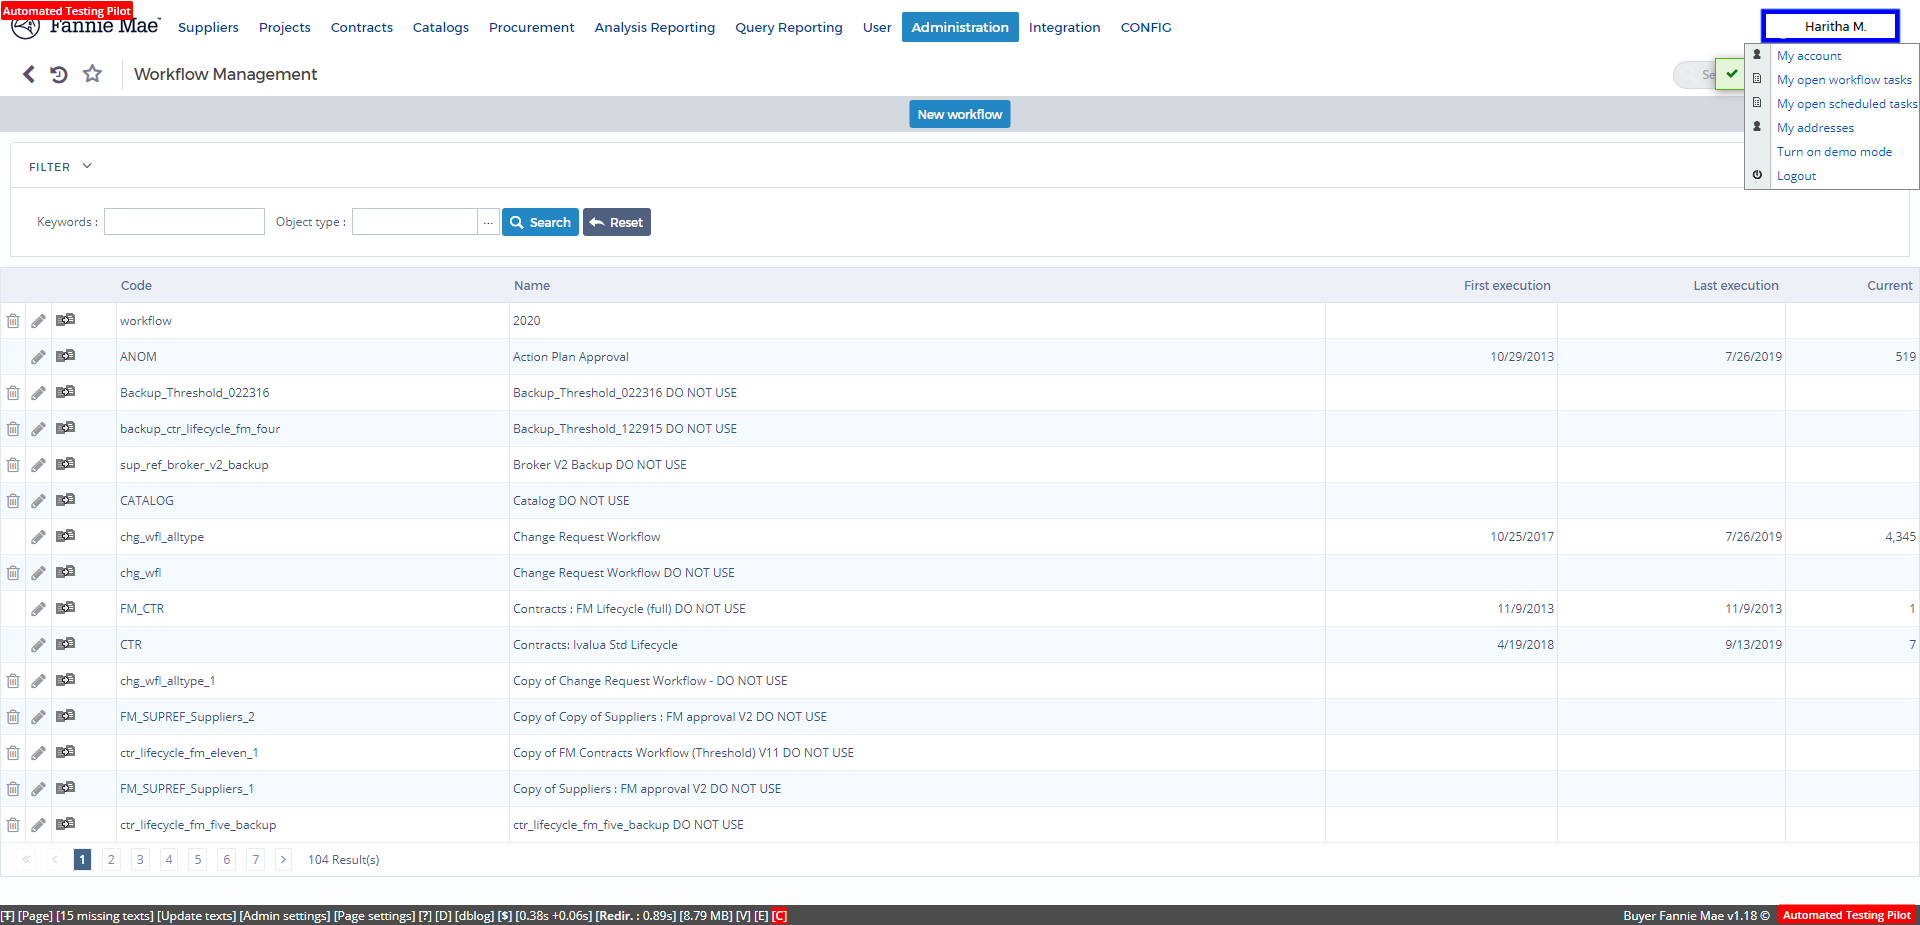 Automated Testing Pilot
Fannie Mae™
Suppliers Projects Contracts Catalogs Procurement Analysis Reporting Query Reporting User Administration Integration CONFIG
Haritha M.
My account
My open workflow tasks
My open scheduled tasks
My addresses
Turn on demo mode
Logout
Workflow Management
Se
New workflow
FILTER
Keywords : Object type : ... Search Reset
Code Name First execution Last execution Current
workflow 2020
ANOM Action Plan Approval 10/29/2013 7/26/2019 519
Backup_Threshold_022316 Backup_Threshold_022316 DO NOT USE
backup_ctr_lifecycle_fm_four Backup_Threshold_122915 DO NOT USE
sup_ref_broker_v2_backup Broker V2 Backup DO NOT USE
CATALOG Catalog DO NOT USE
chg_wfl_alltype Change Request Workflow 10/25/2017 7/26/2019 4,345
chg_wfl Change Request Workflow DO NOT USE
FM_CTR Contracts : FM Lifecycle (full) DO NOT USE 11/9/2013 11/9/2013 1
CTR Contracts: Ivalua Std Lifecycle 4/19/2018 9/13/2019 7
chg_wfl_alltype_1 Copy of Change Request Workflow - DO NOT USE
FM_SUPREF_Suppliers_2 Copy of Copy of Suppliers : FM approval V2 DO NOT USE
ctr_lifecycle_fm_eleven_1 Copy of FM Contracts Workflow (Threshold) V11 DO NOT USE
FM_SUPREF_Suppliers_1 Copy of Suppliers : FM approval V2 DO NOT USE
ctr_lifecycle_fm_five_backup ctr_lifecycle_fm_five_backup DO NOT USE
« ‹ 1 2 3 4 5 6 7 › 104 Result(s)
[T] [Page] [15 missing texts] [Update texts] [Admin settings] [Page settings] [?] [D] [dblog] [$] [0.38s +0.06s] [Redir. : 0.89s] [8.79 MB] [V] [E] [C]
Buyer Fannie Mae v1.18 © Automated Testing Pilot